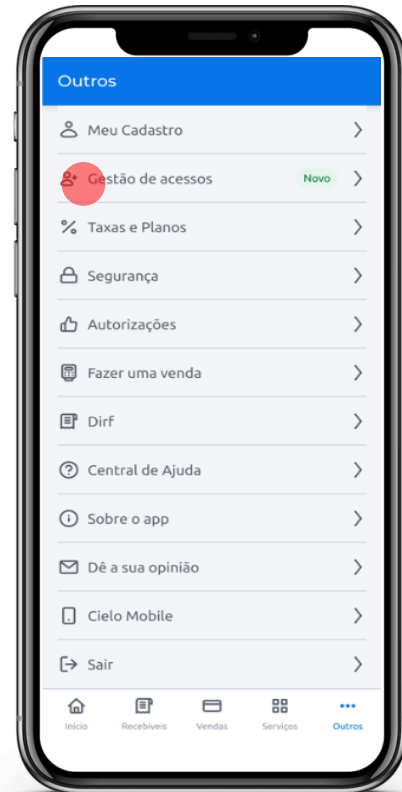 Outros
Meu Cadastro
Gestão de acessos Novo
Taxas e Planos
Segurança
Autorizações
Fazer uma venda
Dirf
Central de Ajuda
Sobre o app
Dê a sua opinião
Cielo Mobile
Sair
Início Recebíveis Vendas Serviços Outros